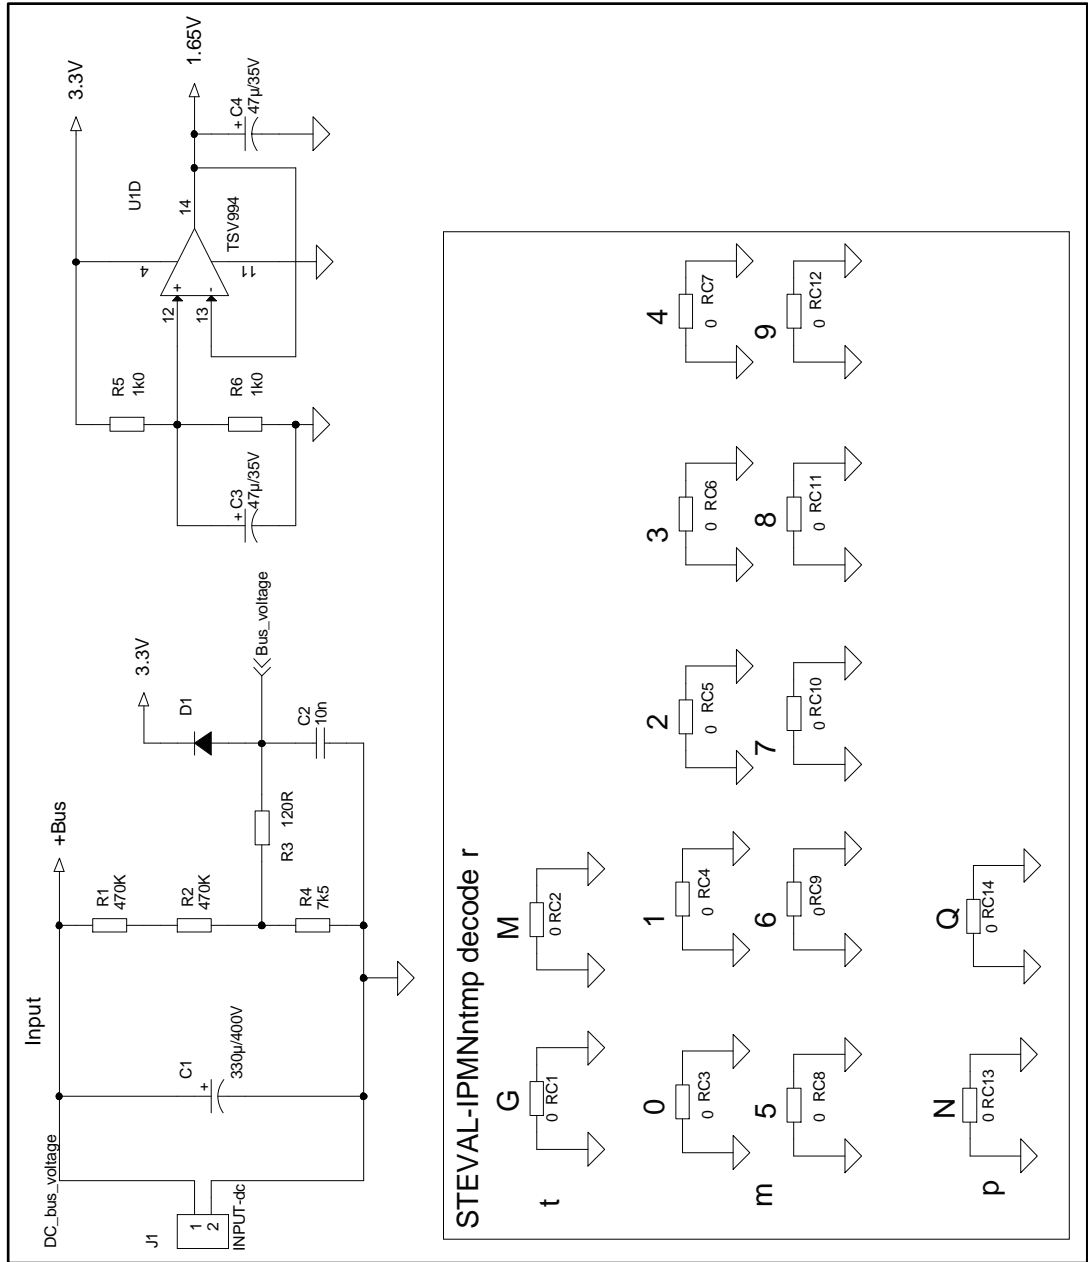 Input
DC_bus_voltage
J1
1
2
INPUT-dc
C1
+
330µ/400V
+Bus
R1
470K
R2
470K
R4
7k5
R3 120R
D1
3.3V
C2
10n
Bus_voltage
3.3V
R5
1k0
R6
1k0
+
C3
47µ/35V
U1D
4
12
+
13
-
14
11
TSV994
1.65V
+
C4
47µ/35V
STEVAL-IPMNntmp decode r
t
G
0 RC1
M
0 RC2
m
0
0 RC3
1
0 RC4
2
0 RC5
3
0 RC6
4
0 RC7
5
0 RC8
6
0 RC9
7
0 RC10
8
0 RC11
9
0 RC12
p
N
0 RC13
Q
0 RC14